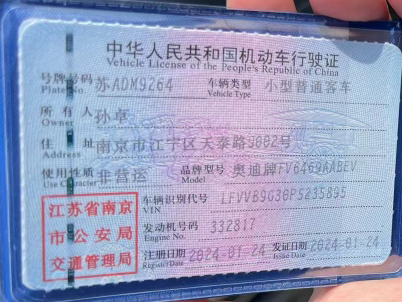 中华人民共和国机动车行驶证
Vehicle License of the People's Republic of China
号牌号码 苏ADM9264 车辆类型 小型普通客车
Plate No. Vehicle Type
所有人 孙卓
Owner
住址 南京市江宁区天泰路9882号
Address
使用性质 非营运 品牌型号 奥迪牌FV6469AABEV
Use Character Model
江苏省南京 车辆识别代号 LFVVB9G36P5235895
VIN
市公安局 发动机号码 332817
Engine No.
交通管理局 注册日期 2024-01-24 发证日期 2024-01-24
Register Date Issue Date